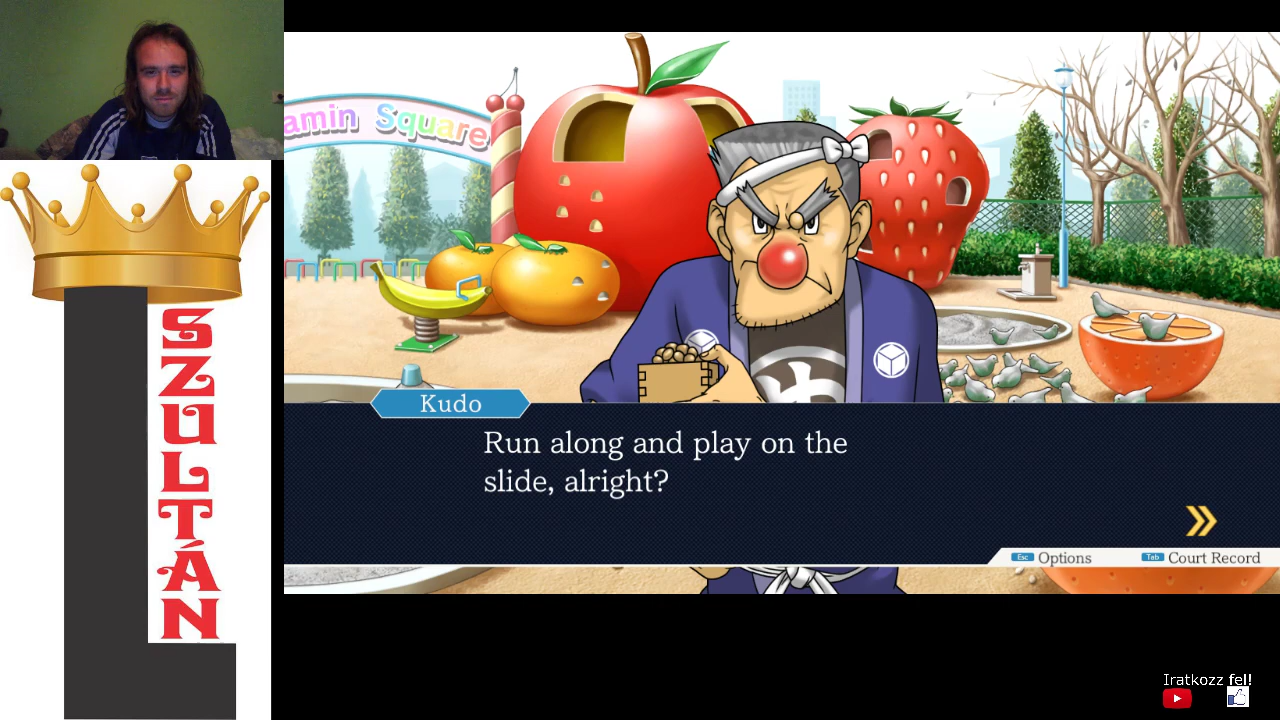 amin Square
L
SZULTÁN
Kudo
Run along and play on the
slide, alright?
Esc Options
Tab Court Record
Iratkozz fel!